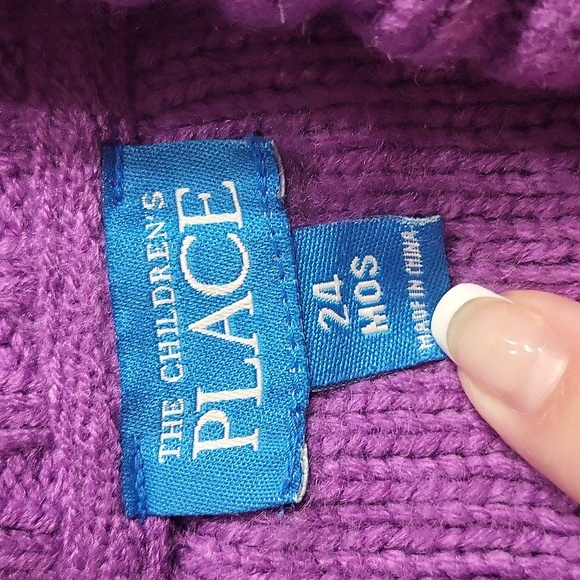 THE CHILDREN'S
PLACE
24
MOS
MADE IN CHINA